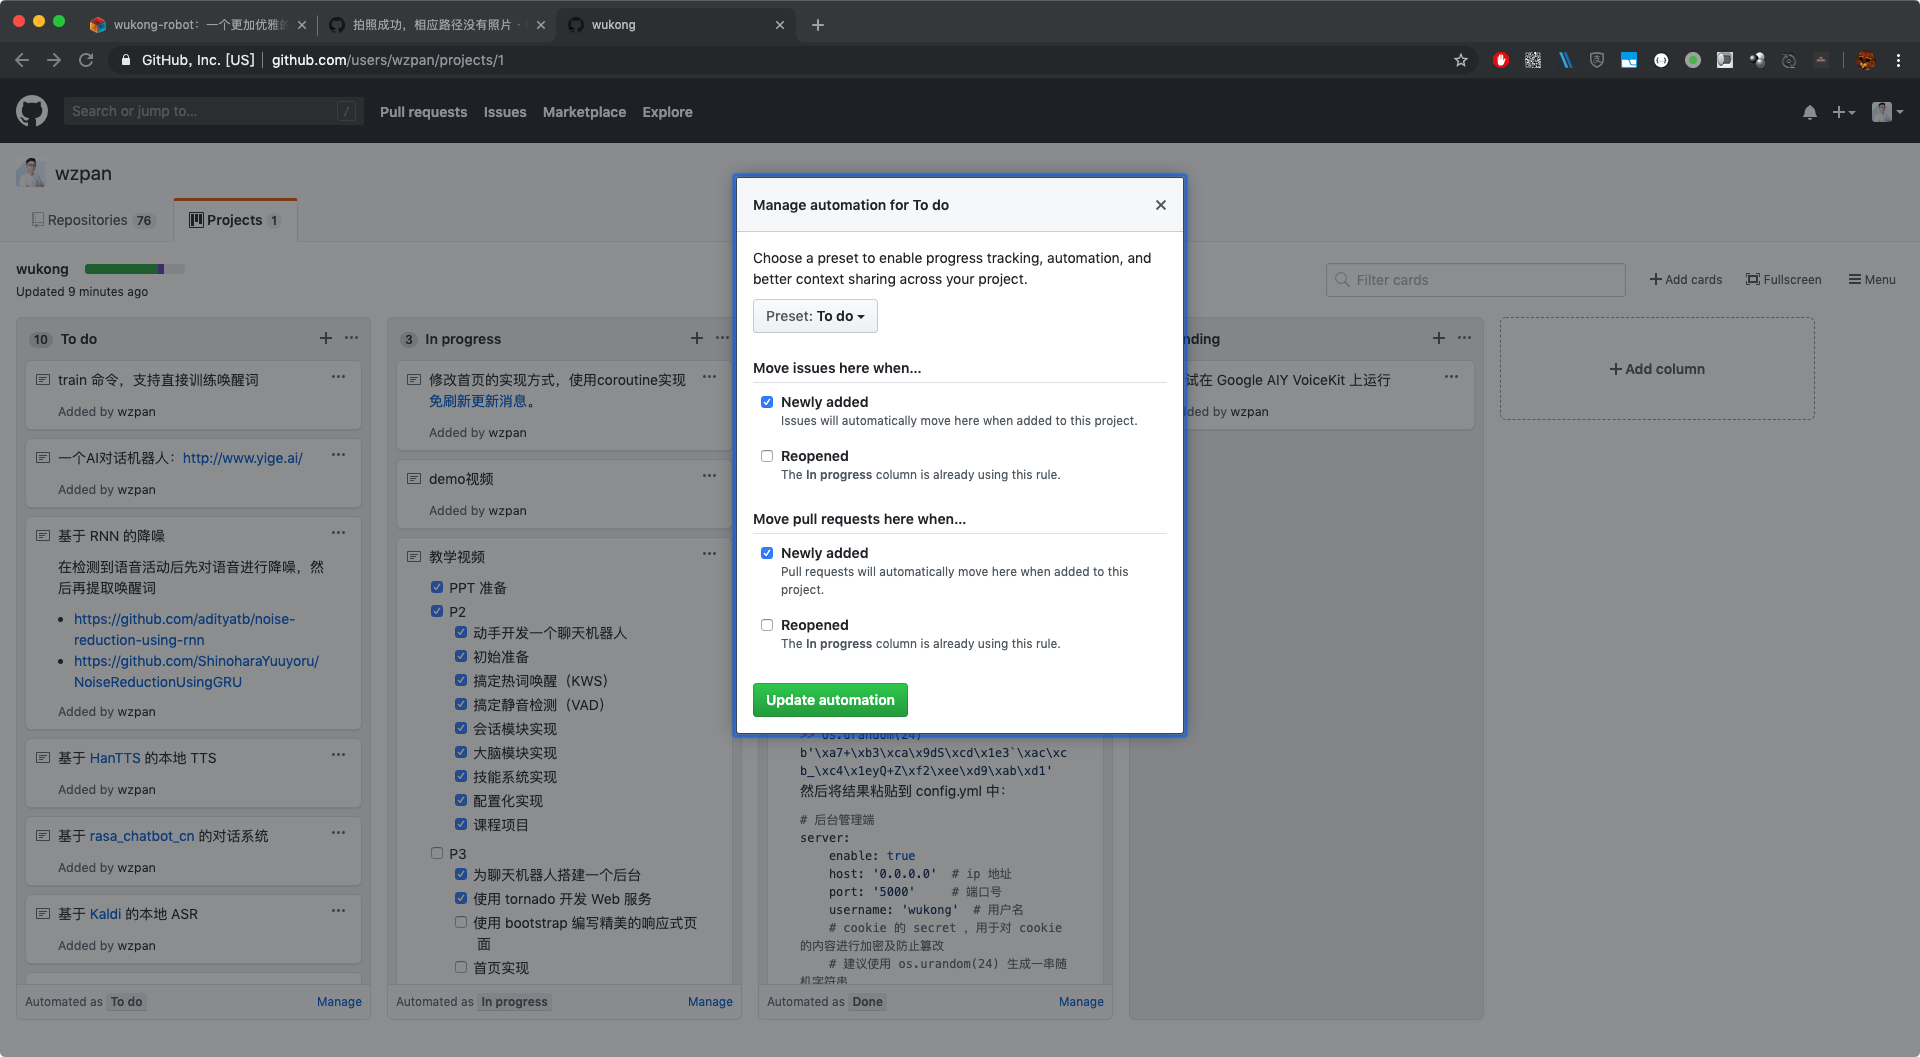 wukong-robot：一个更加优雅的
拍照成功，相应路径没有照片 ·
wukong
GitHub, Inc. [US]
github.com/users/wzpan/projects/1
Search or jump to...
/
Pull requests
Issues
Marketplace
Explore
wzpan
Repositories 76
Projects 1
wukong
Updated 9 minutes ago
Filter cards
Add cards
Fullscreen
Menu
10 To do
train 命令，支持直接训练唤醒词
Added by wzpan
一个AI对话机器人：http://www.yige.ai/
Added by wzpan
基于 RNN 的降噪
在检测到语音活动后先对语音进行降噪，然
后再提取唤醒词
https://github.com/adityatb/noise-
reduction-using-rnn
https://github.com/ShinoharaYuuyoru/
NoiseReductionUsingGRU
Added by wzpan
基于 HanTTS 的本地 TTS
Added by wzpan
基于 rasa_chatbot_cn 的对话系统
Added by wzpan
基于 Kaldi 的本地 ASR
Added by wzpan
Automated as To do
Manage
3 In progress
修改首页的实现方式，使用coroutine实现
免刷新更新消息。
Added by wzpan
demo视频
Added by wzpan
教学视频
PPT 准备
P2
动手开发一个聊天机器人
初始准备
搞定热词唤醒（KWS）
搞定静音检测（VAD）
会话模块实现
大脑模块实现
技能系统实现
配置化实现
课程项目
P3
为聊天机器人搭建一个后台
使用 tornado 开发 Web 服务
使用 bootstrap 编写精美的响应式页
面
首页实现
Automated as In progress
Manage
Manage automation for To do
Choose a preset to enable progress tracking, automation, and
better context sharing across your project.
Preset: To do
Move issues here when...
Newly added
Issues will automatically move here when added to this project.
Reopened
The In progress column is already using this rule.
Move pull requests here when...
Newly added
Pull requests will automatically move here when added to this
project.
Reopened
The In progress column is already using this rule.
Update automation
>> os.urandom(24)
b'\xa7+\xb3\xca\x9dS\xcd\x1e3`\xac\xc
b_\xc4\x1eyQ+Z\xf2\xee\xd9\xab\xd1'
然后将结果粘贴到 config.yml 中：
# 后台管理端
server:
enable: true
host: '0.0.0.0' # ip 地址
port: '5000' # 端口号
username: 'wukong' # 用户名
# cookie 的 secret ，用于对 cookie
的内容进行加密及防止篡改
# 建议使用 os.urandom(24) 生成一串随
机字符串
Automated as Done
Manage
nding
试在 Google AIY VoiceKit 上运行
ded by wzpan
Add column